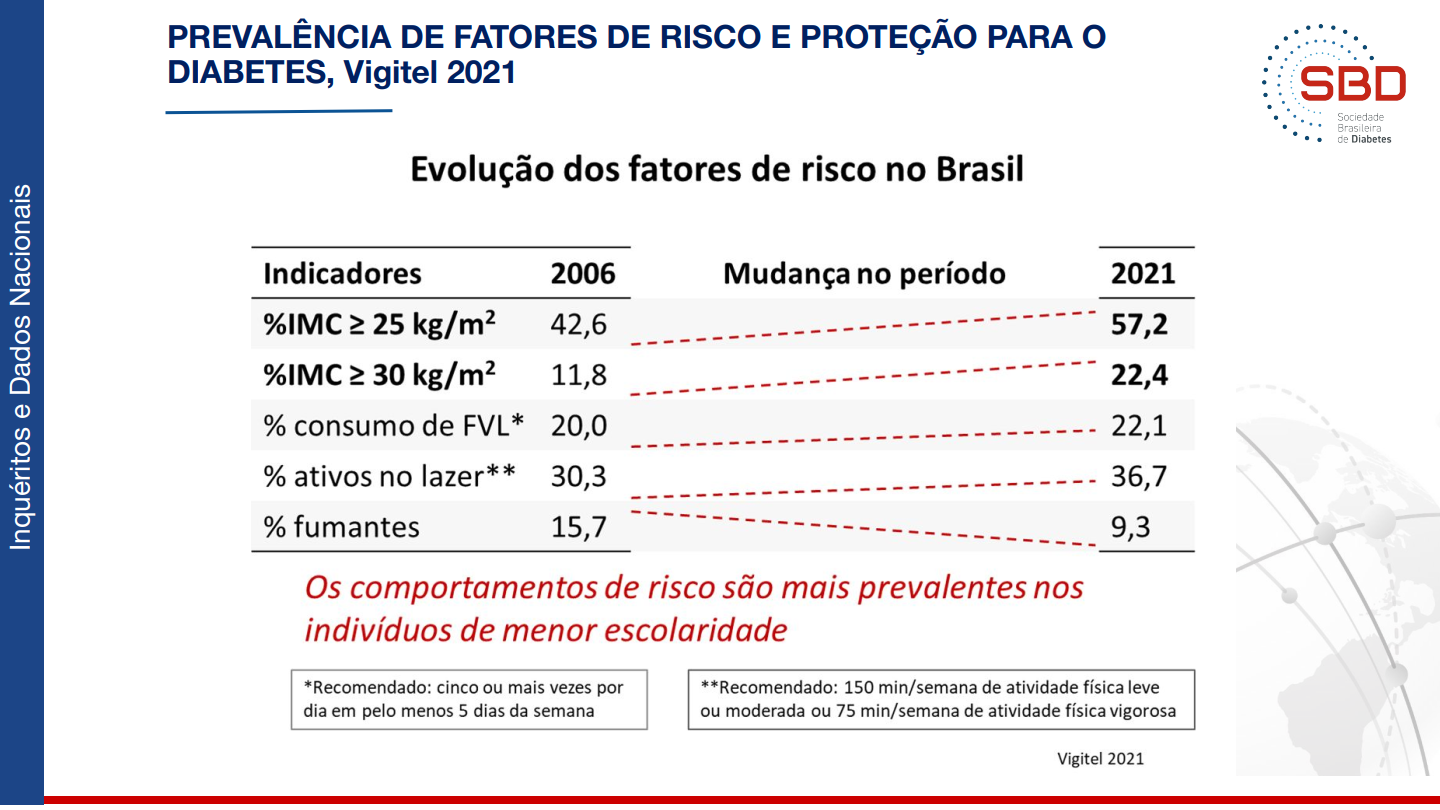 PREVALÊNCIA DE FATORES DE RISCO E PROTEÇÃO PARA O
DIABETES, Vigitel 2021
SBD
Sociedade
Brasileira
de Diabetes
Inquéritos e Dados Nacionais
Evolução dos fatores de risco no Brasil
Indicadores 2006 Mudança no período 2021
%IMC ≥ 25 kg/m² 42,6 57,2
%IMC ≥ 30 kg/m² 11,8 22,4
% consumo de FVL* 20,0 22,1
% ativos no lazer** 30,3 36,7
% fumantes 15,7 9,3
Os comportamentos de risco são mais prevalentes nos
indivíduos de menor escolaridade
*Recomendado: cinco ou mais vezes por
dia em pelo menos 5 dias da semana
**Recomendado: 150 min/semana de atividade física leve
ou moderada ou 75 min/semana de atividade física vigorosa
Vigitel 2021